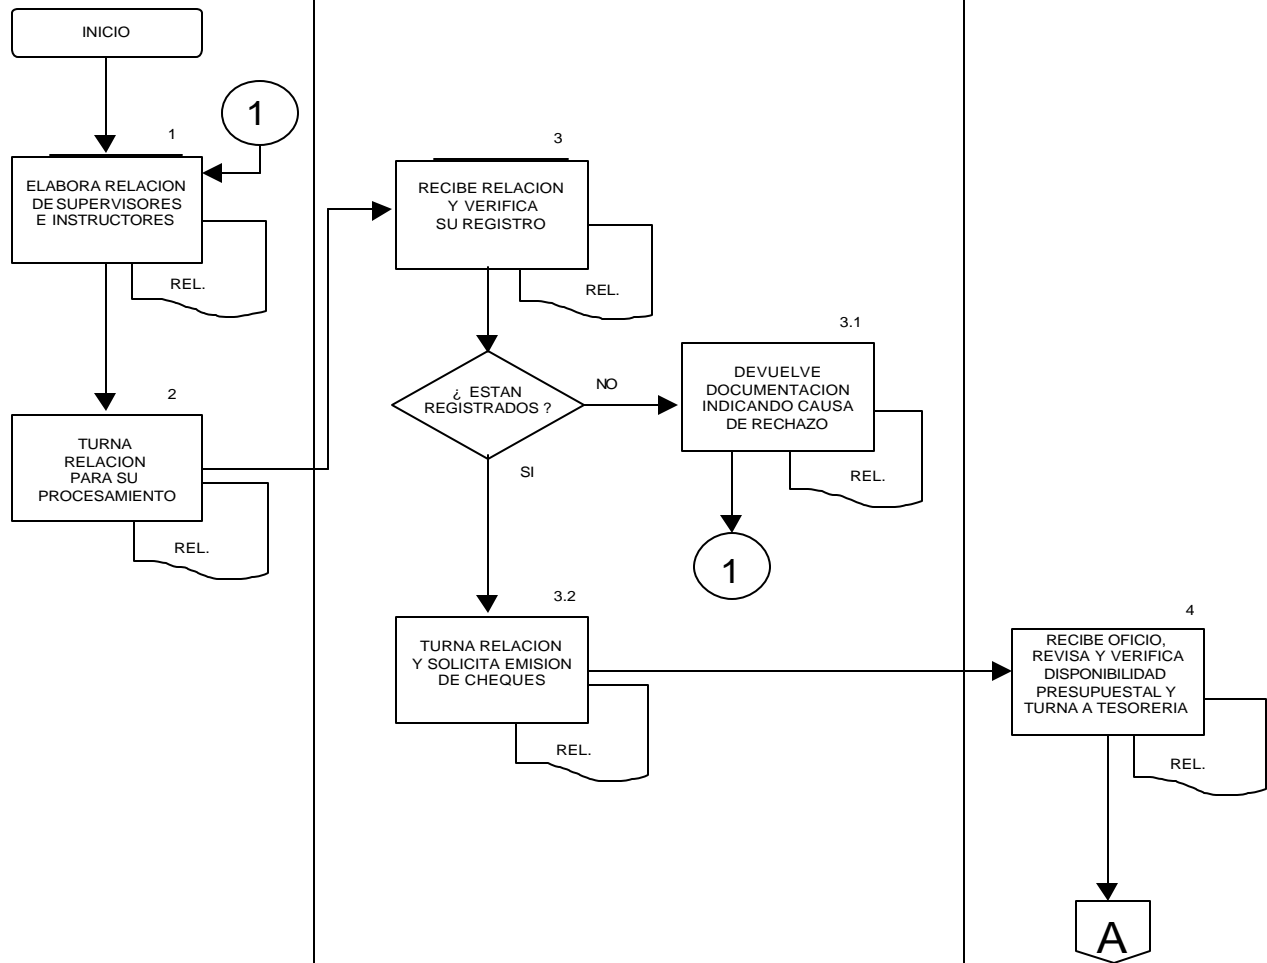 INICIO
1
1
ELABORA RELACION
DE SUPERVISORES
E INSTRUCTORES
REL.
2
TURNA
RELACION
PARA SU
PROCESAMIENTO
REL.
3
RECIBE RELACION
Y VERIFICA
SU REGISTRO
REL.
¿ ESTAN
REGISTRADOS ?
NO
SI
3.1
DEVUELVE
DOCUMENTACION
INDICANDO CAUSA
DE RECHAZO
REL.
1
3.2
TURNA RELACION
Y SOLICITA EMISION
DE CHEQUES
REL.
4
RECIBE OFICIO,
REVISA Y VERIFICA
DISPONIBILIDAD
PRESUPUESTAL Y
TURNA A TESORERIA
REL.
A